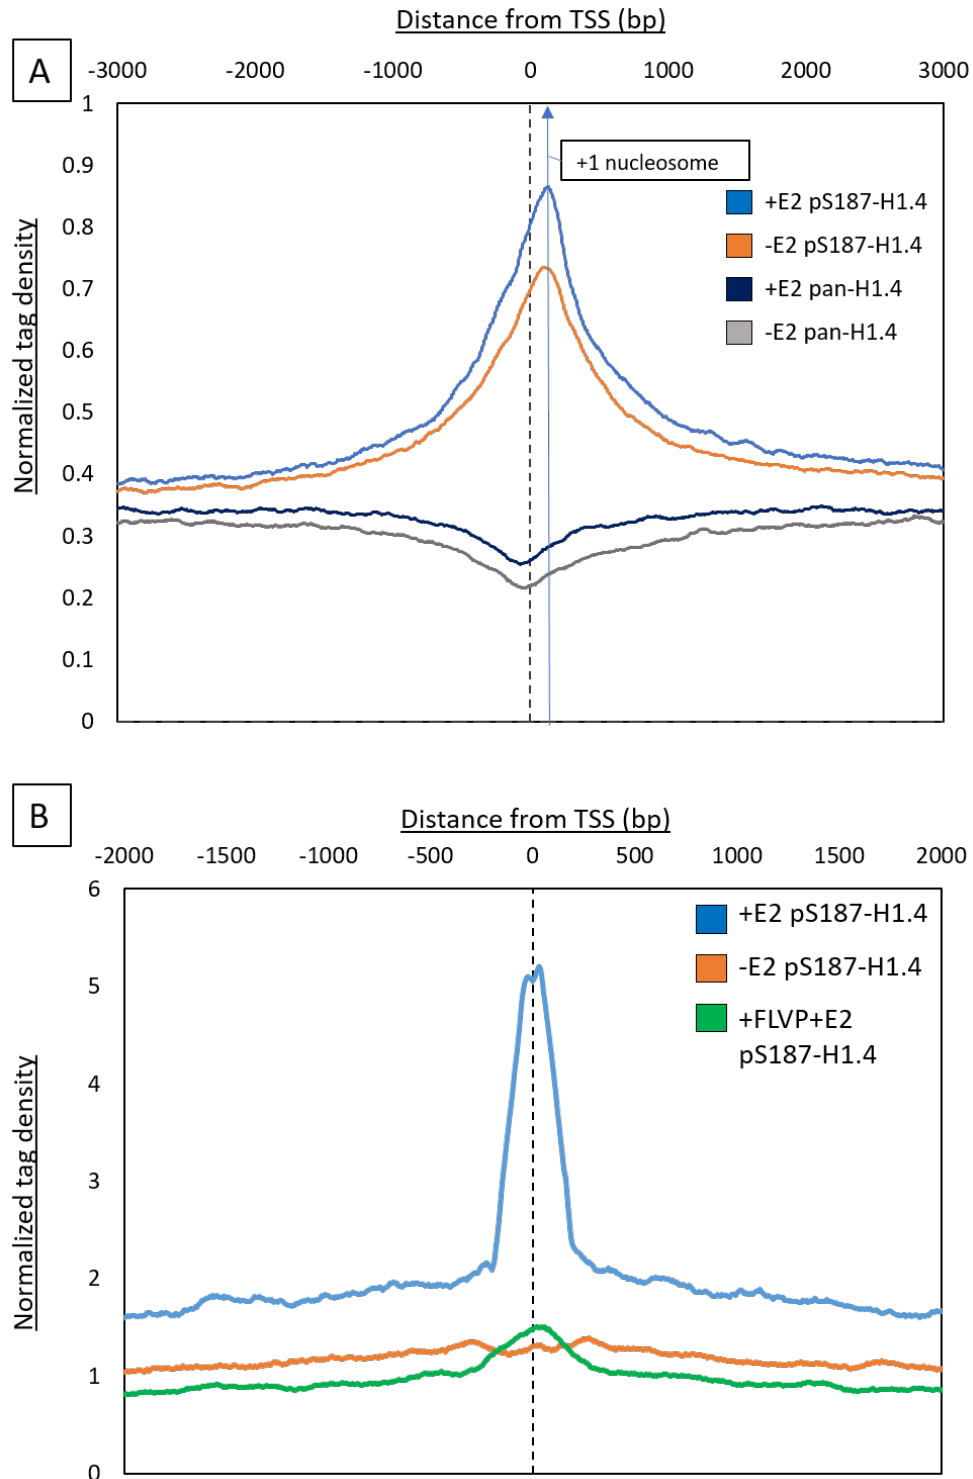 Distance from TSS (bp)
A
-3000 -2000 -1000 0 1000 2000 3000
1
0.9
0.8
0.7
0.6
0.5
0.4
0.3
0.2
0.1
0
Normalized tag density
+1 nucleosome
+E2 pS187-H1.4
-E2 pS187-H1.4
+E2 pan-H1.4
-E2 pan-H1.4
B
Distance from TSS (bp)
-2000 -1500 -1000 -500 0 500 1000 1500 2000
6
5
4
3
2
1
0
Normalized tag density
+E2 pS187-H1.4
-E2 pS187-H1.4
+FLVP+E2
pS187-H1.4